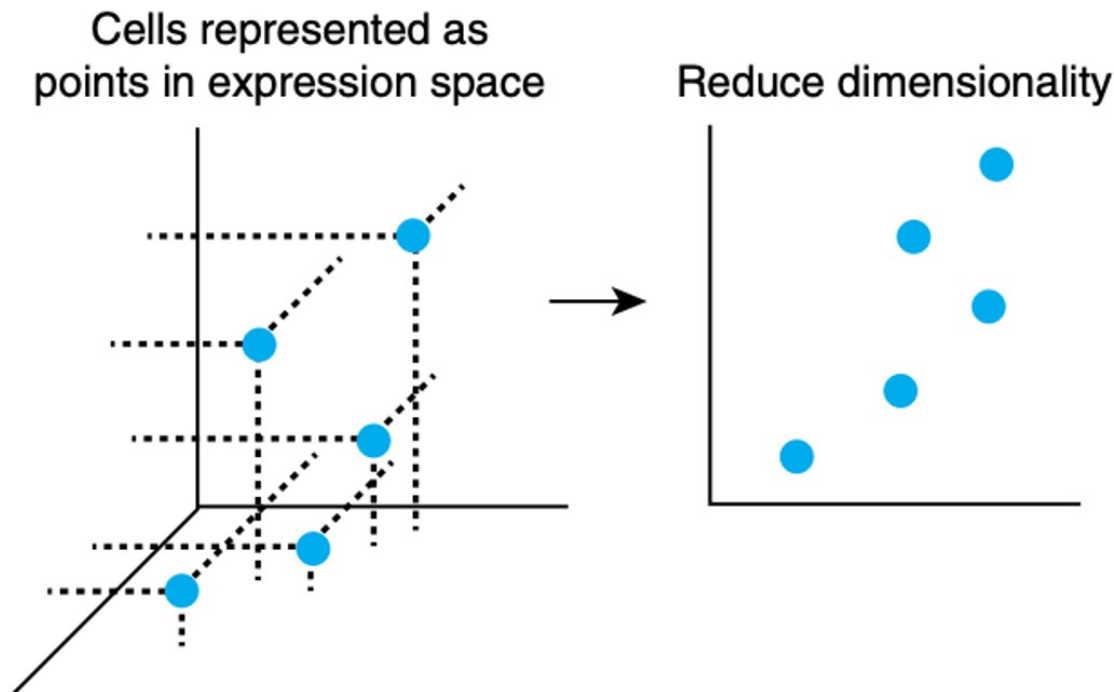 Cells represented as
points in expression space
Reduce dimensionality